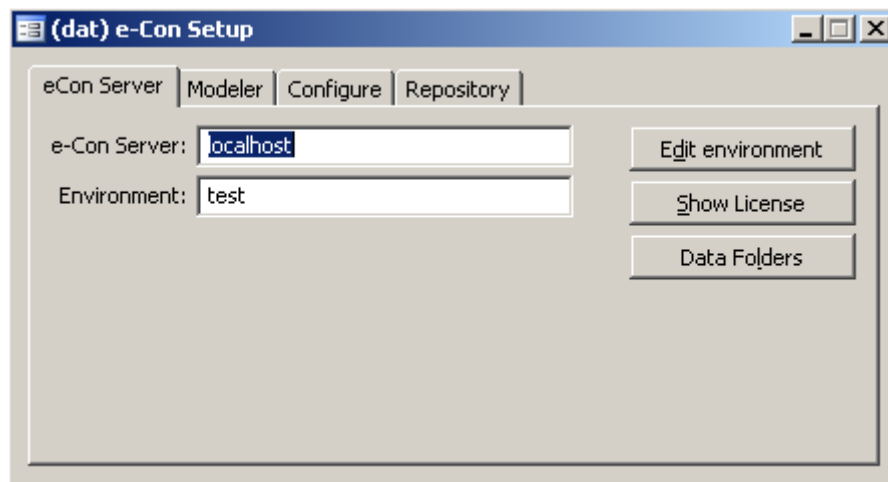 (dat) e-Con Setup
eCon Server Modeler Configure Repository
e-Con Server: localhost Edit environment
Environment: test Show License
Data Folders